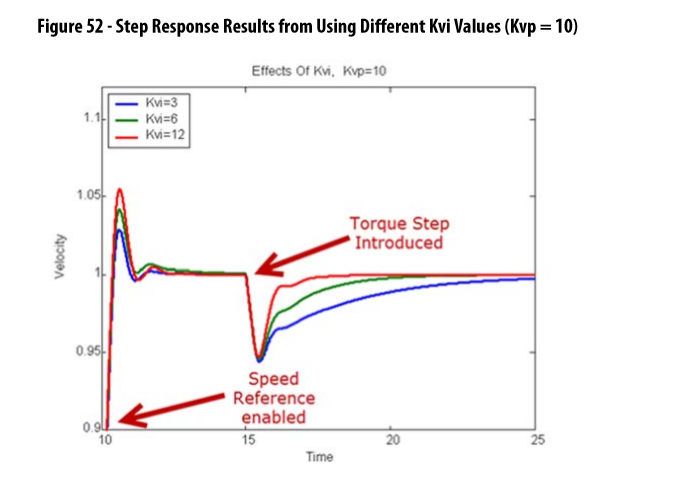 Figure 52 - Step Response Results from Using Different Kvi Values (Kvp = 10)
Effects Of Kvi, Kvp=10
Kvi=3
Kvi=6
Kvi=12
1.1
1.05
1
0.95
0.9
Velocity
Torque Step
Introduced
Speed
Reference
enabled
10
15
20
25
Time